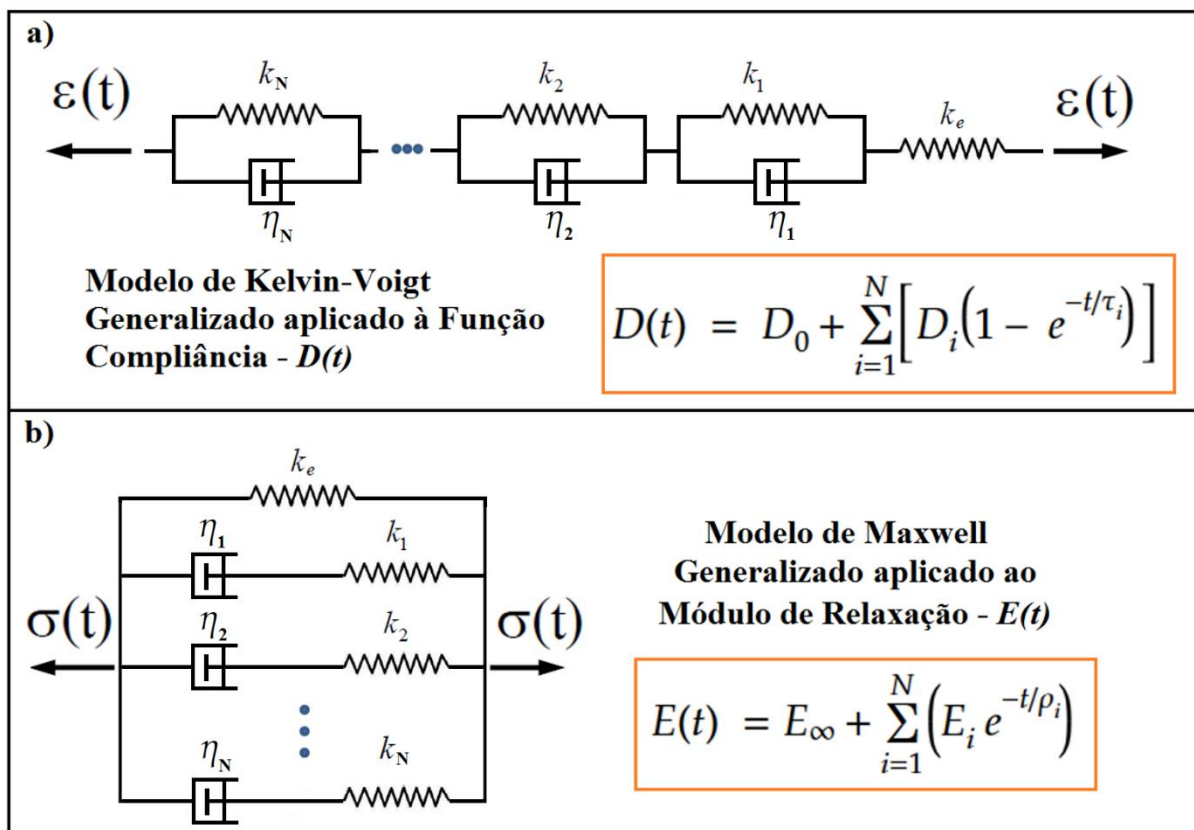 a)
ε(t)
k_N
k_2
k_1
k_e
ε(t)
η_N
η_2
η_1
Modelo de Kelvin-Voigt
Generalizado aplicado à Função
Compliância - D(t)
D(t) = D_0 + ∑_{i=1}^{N} [D_i(1 − e^{−t/τ_i})]
b)
k_e
η_1
k_1
σ(t)
η_2
k_2
σ(t)
η_N
k_N
Modelo de Maxwell
Generalizado aplicado ao
Módulo de Relaxação - E(t)
E(t) = E_∞ + ∑_{i=1}^{N} (E_i e^{−t/ρ_i})